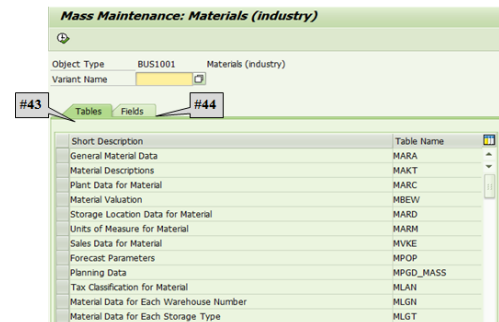 Mass Maintenance: Materials (industry)
Object Type BUS1001 Materials (industry)
Variant Name
#43 Tables Fields #44
Short Description Table Name
General Material Data MARA
Material Descriptions MAKT
Plant Data for Material MARC
Material Valuation MBEW
Storage Location Data for Material MARD
Units of Measure for Material MARM
Sales Data for Material MVKE
Forecast Parameters MPOP
Planning Data MPGD_MASS
Tax Classification for Material MLAN
Material Data for Each Warehouse Number MLGN
Material Data for Each Storage Type MLGT